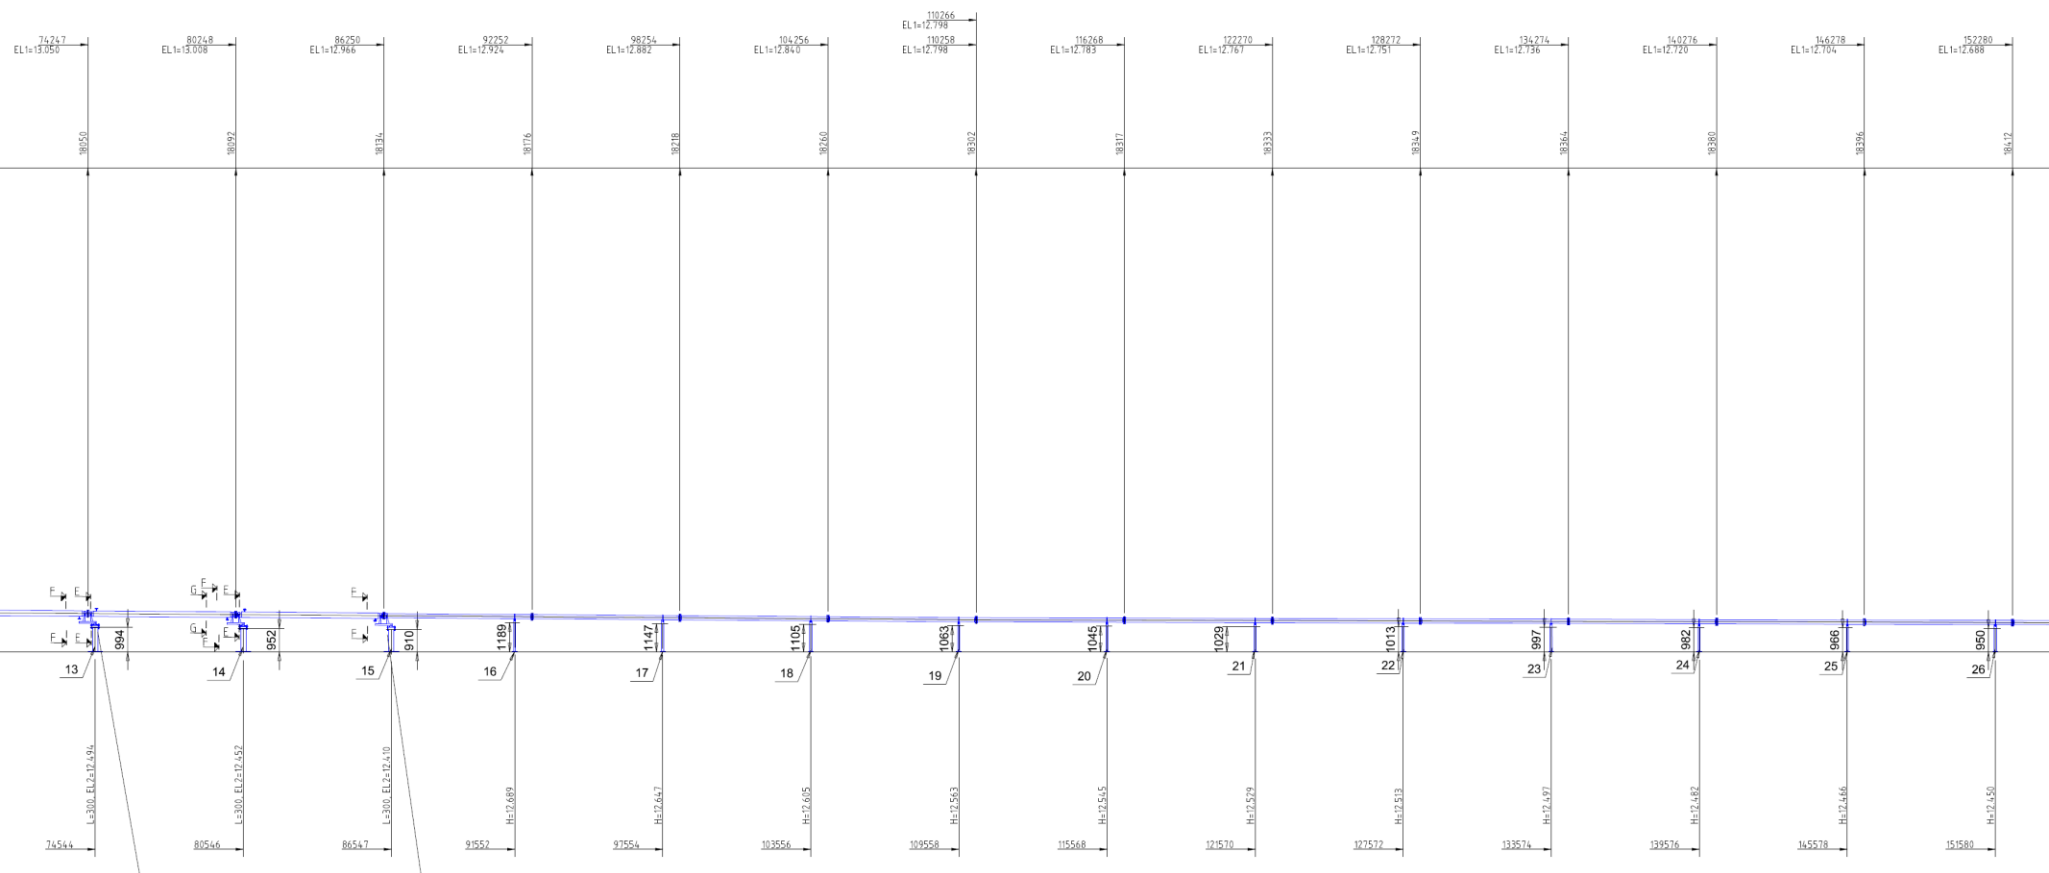 110266
EL1=12.798
74247
EL1=13.050
80248
EL1=13.008
86250
EL1=12.966
92252
EL1=12.924
98254
EL1=12.882
104256
EL1=12.840
110258
EL1=12.798
116268
EL1=12.783
122270
EL1=12.767
128272
EL1=12.751
134274
EL1=12.736
140276
EL1=12.720
146278
EL1=12.704
152280
EL1=12.688
18050
18092
18134
18176
18218
18260
18302
18317
18333
18349
18364
18380
18396
18412
F
E
G
F
E
F
F
E
G
F
E
F
994
952
910
1189
1147
1105
1063
1045
1029
1013
997
982
966
950
13
14
15
16
17
18
19
20
21
22
23
24
25
26
L=300, EL2=12.494
L=300, EL2=12.452
L=300, EL2=12.410
H=12.689
H=12.647
H=12.605
H=12.563
H=12.545
H=12.529
H=12.513
H=12.497
H=12.482
H=12.466
H=12.450
74544
80546
86547
91552
97554
103556
109558
115568
121570
127572
133574
139576
145578
151580